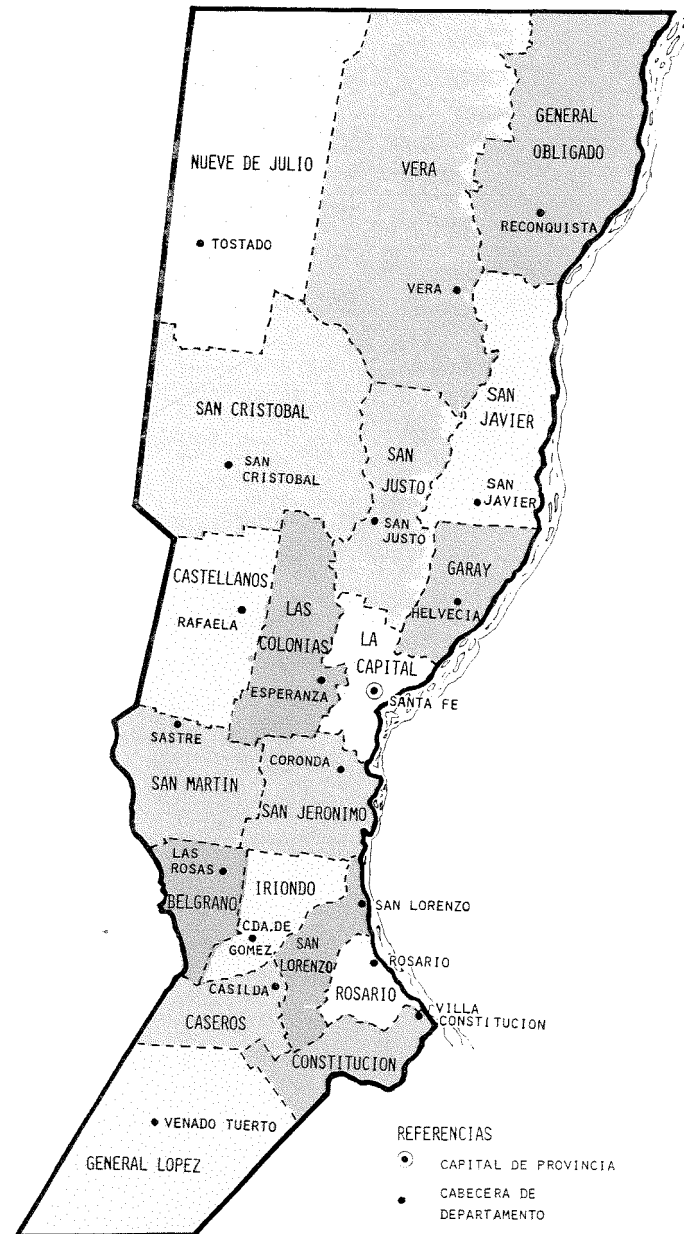 GENERAL
OBLIGADO
NUEVE DE JULIO
VERA
RECONQUISTA
TOSTADO
VERA
SAN
JAVIER
SAN CRISTOBAL
SAN
JUSTO
SAN
CRISTOBAL
SAN
JAVIER
SAN
JUSTO
GARAY
CASTELLANOS
LAS
COLONIAS
HELVECIA
RAFAELA
LA
CAPITAL
ESPERANZA
SANTA FE
SASTRE
CORONDA
SAN MARTIN
SAN JERONIMO
LAS
ROSAS
IRIONDO
BELGRANO
SAN LORENZO
CDA.DE
GOMEZ
SAN
LORENZO
ROSARIO
CASILDA
ROSARIO
VILLA
CONSTITUCION
CASEROS
CONSTITUCION
VENADO TUERTO
GENERAL LOPEZ
REFERENCIAS
CAPITAL DE PROVINCIA
CABECERA DE
DEPARTAMENTO